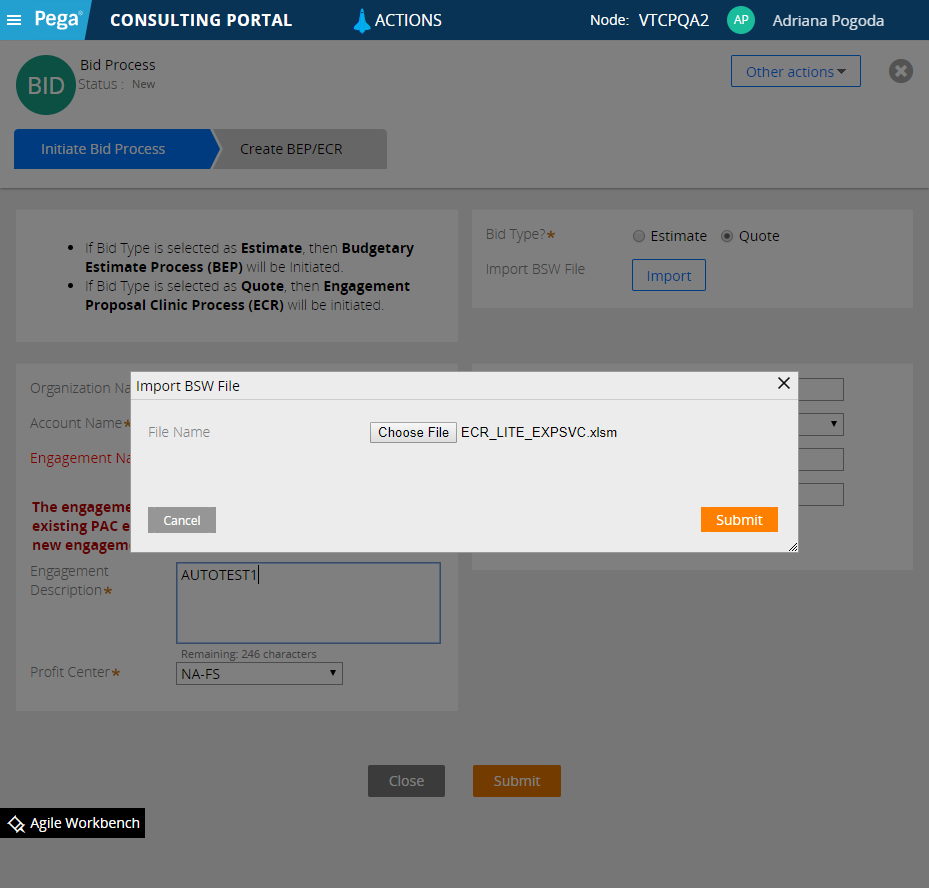 Pega® CONSULTING PORTAL ACTIONS Node: VTCPQA2 AP Adriana Pogoda
BID
Bid Process
Status : New
Other actions
Initiate Bid Process Create BEP/ECR
If Bid Type is selected as Estimate, then Budgetary
Estimate Process (BEP) will be Initiated.
If Bid Type is selected as Quote, then Engagement
Proposal Clinic Process (ECR) will be initiated.
Bid Type?* Estimate Quote
Import BSW File Import
Organization Na
Account Name*
Engagement Na
The engageme
existing PAC e
new engagem
Import BSW File
File Name Choose File ECR_LITE_EXPSVC.xlsm
Cancel Submit
Engagement
Description* AUTOTEST1
Remaining: 246 characters
Profit Center* NA-FS
Close Submit
Agile Workbench